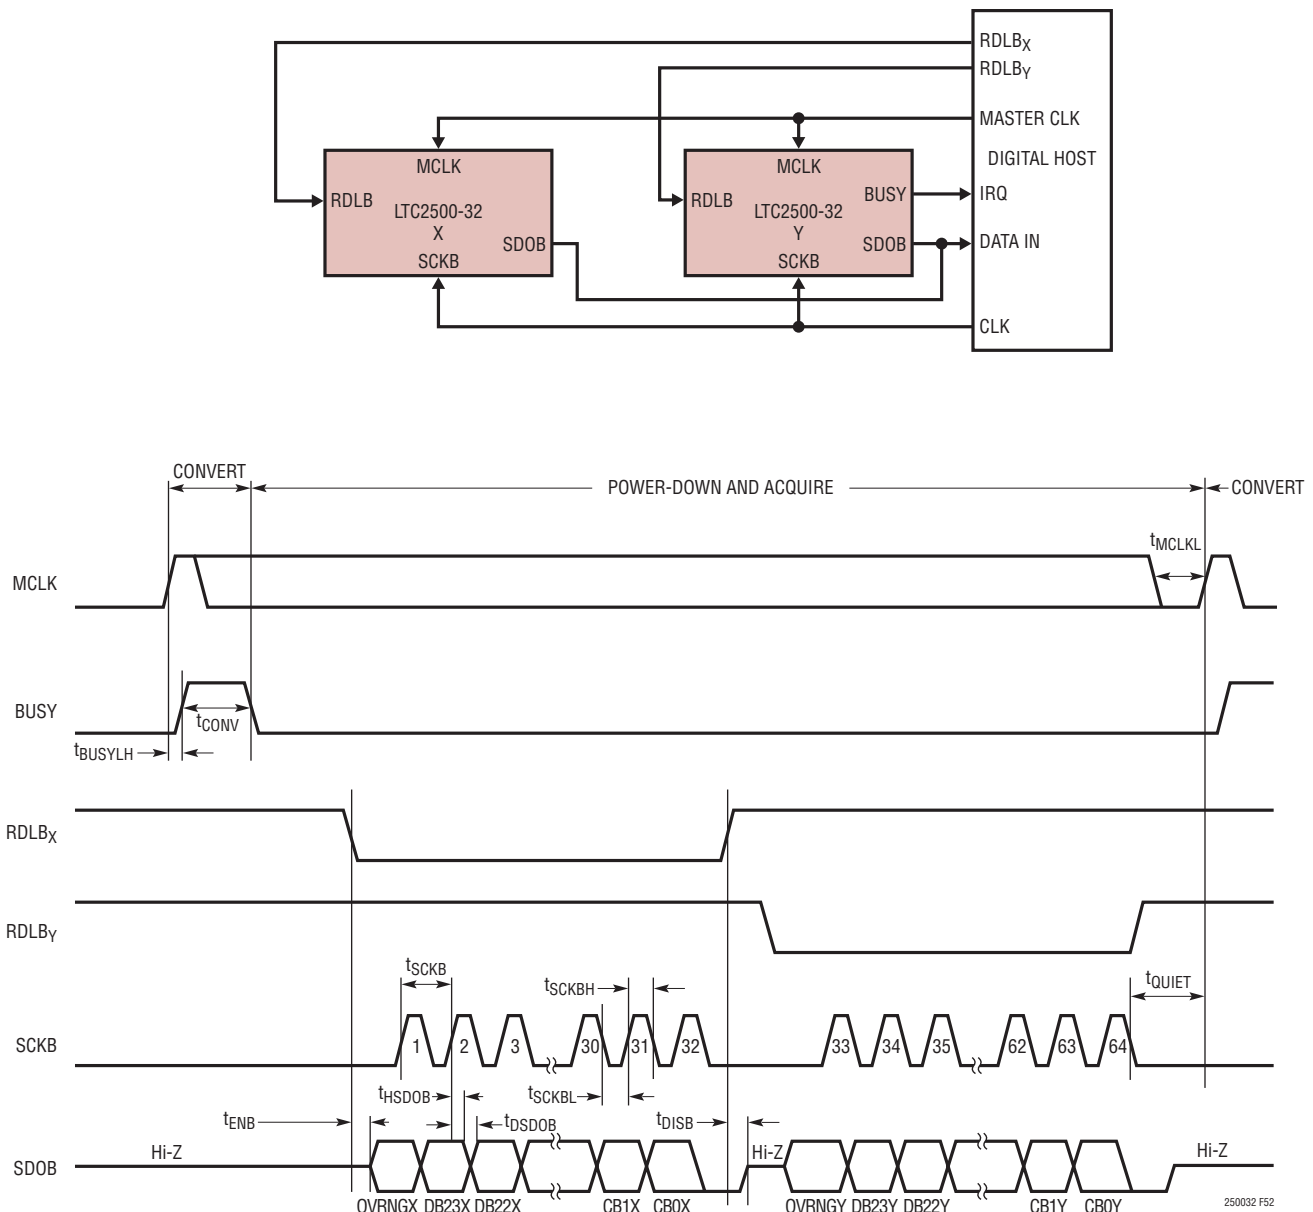 RDLBX
RDLBY
MASTER CLK
DIGITAL HOST
IRQ
DATA IN
CLK
MCLK
RDLB
LTC2500-32
X
SDOB
SCKB
MCLK
RDLB
BUSY
LTC2500-32
Y
SDOB
SCKB
CONVERT
POWER-DOWN AND ACQUIRE
CONVERT
MCLK
tMCLKL
BUSY
tCONV
tBUSYLH
RDLBX
RDLBY
tSCKB
tSCKBH
tQUIET
SCKB
1 2 3 30 31 32 33 34 35 62 63 64
tHSDOB
tSCKBL
tENB
tDSDOB
tDISB
SDOB
Hi-Z
Hi-Z
Hi-Z
OVRNGX DB23X DB22X CB1X CB0X OVRNGY DB23Y DB22Y CB1Y CB0Y
250032 F52